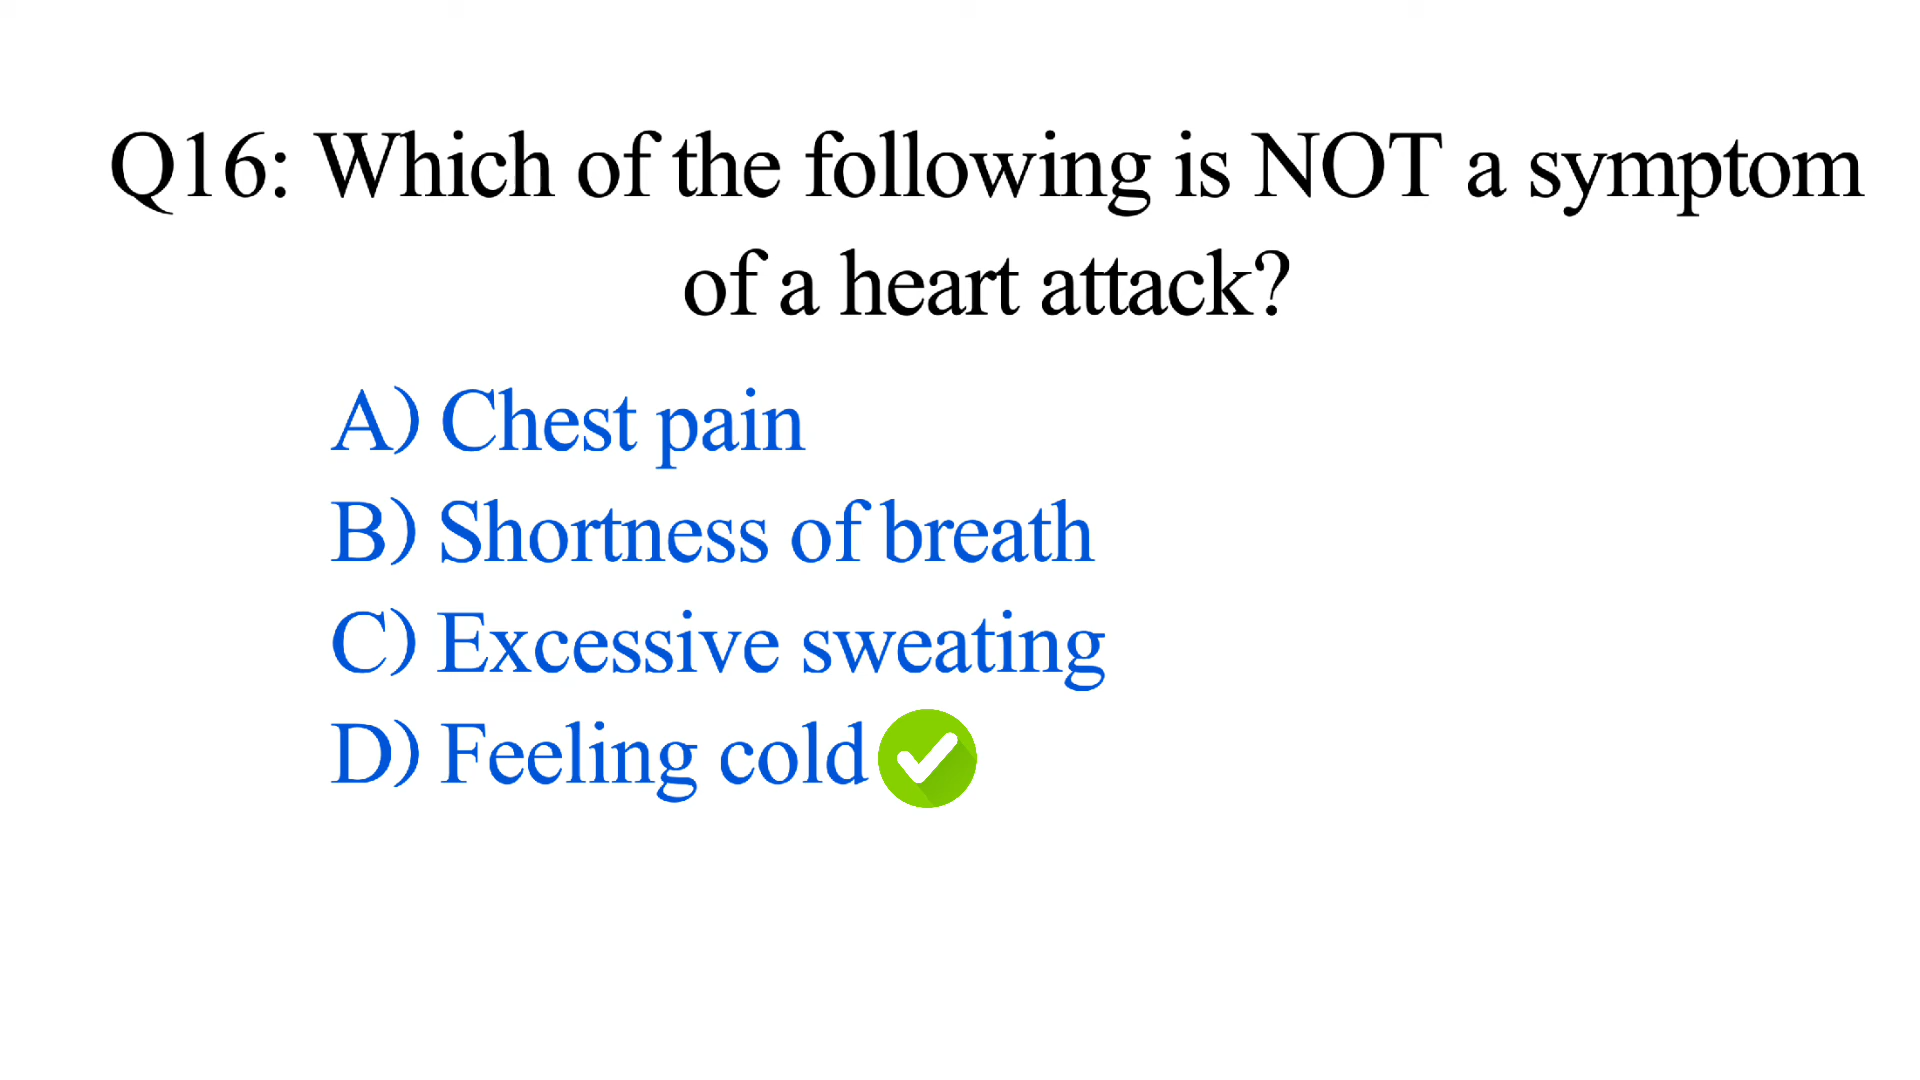 Q16: Which of the following is NOT a symptom
of a heart attack?
A) Chest pain
B) Shortness of breath
C) Excessive sweating
D) Feeling cold